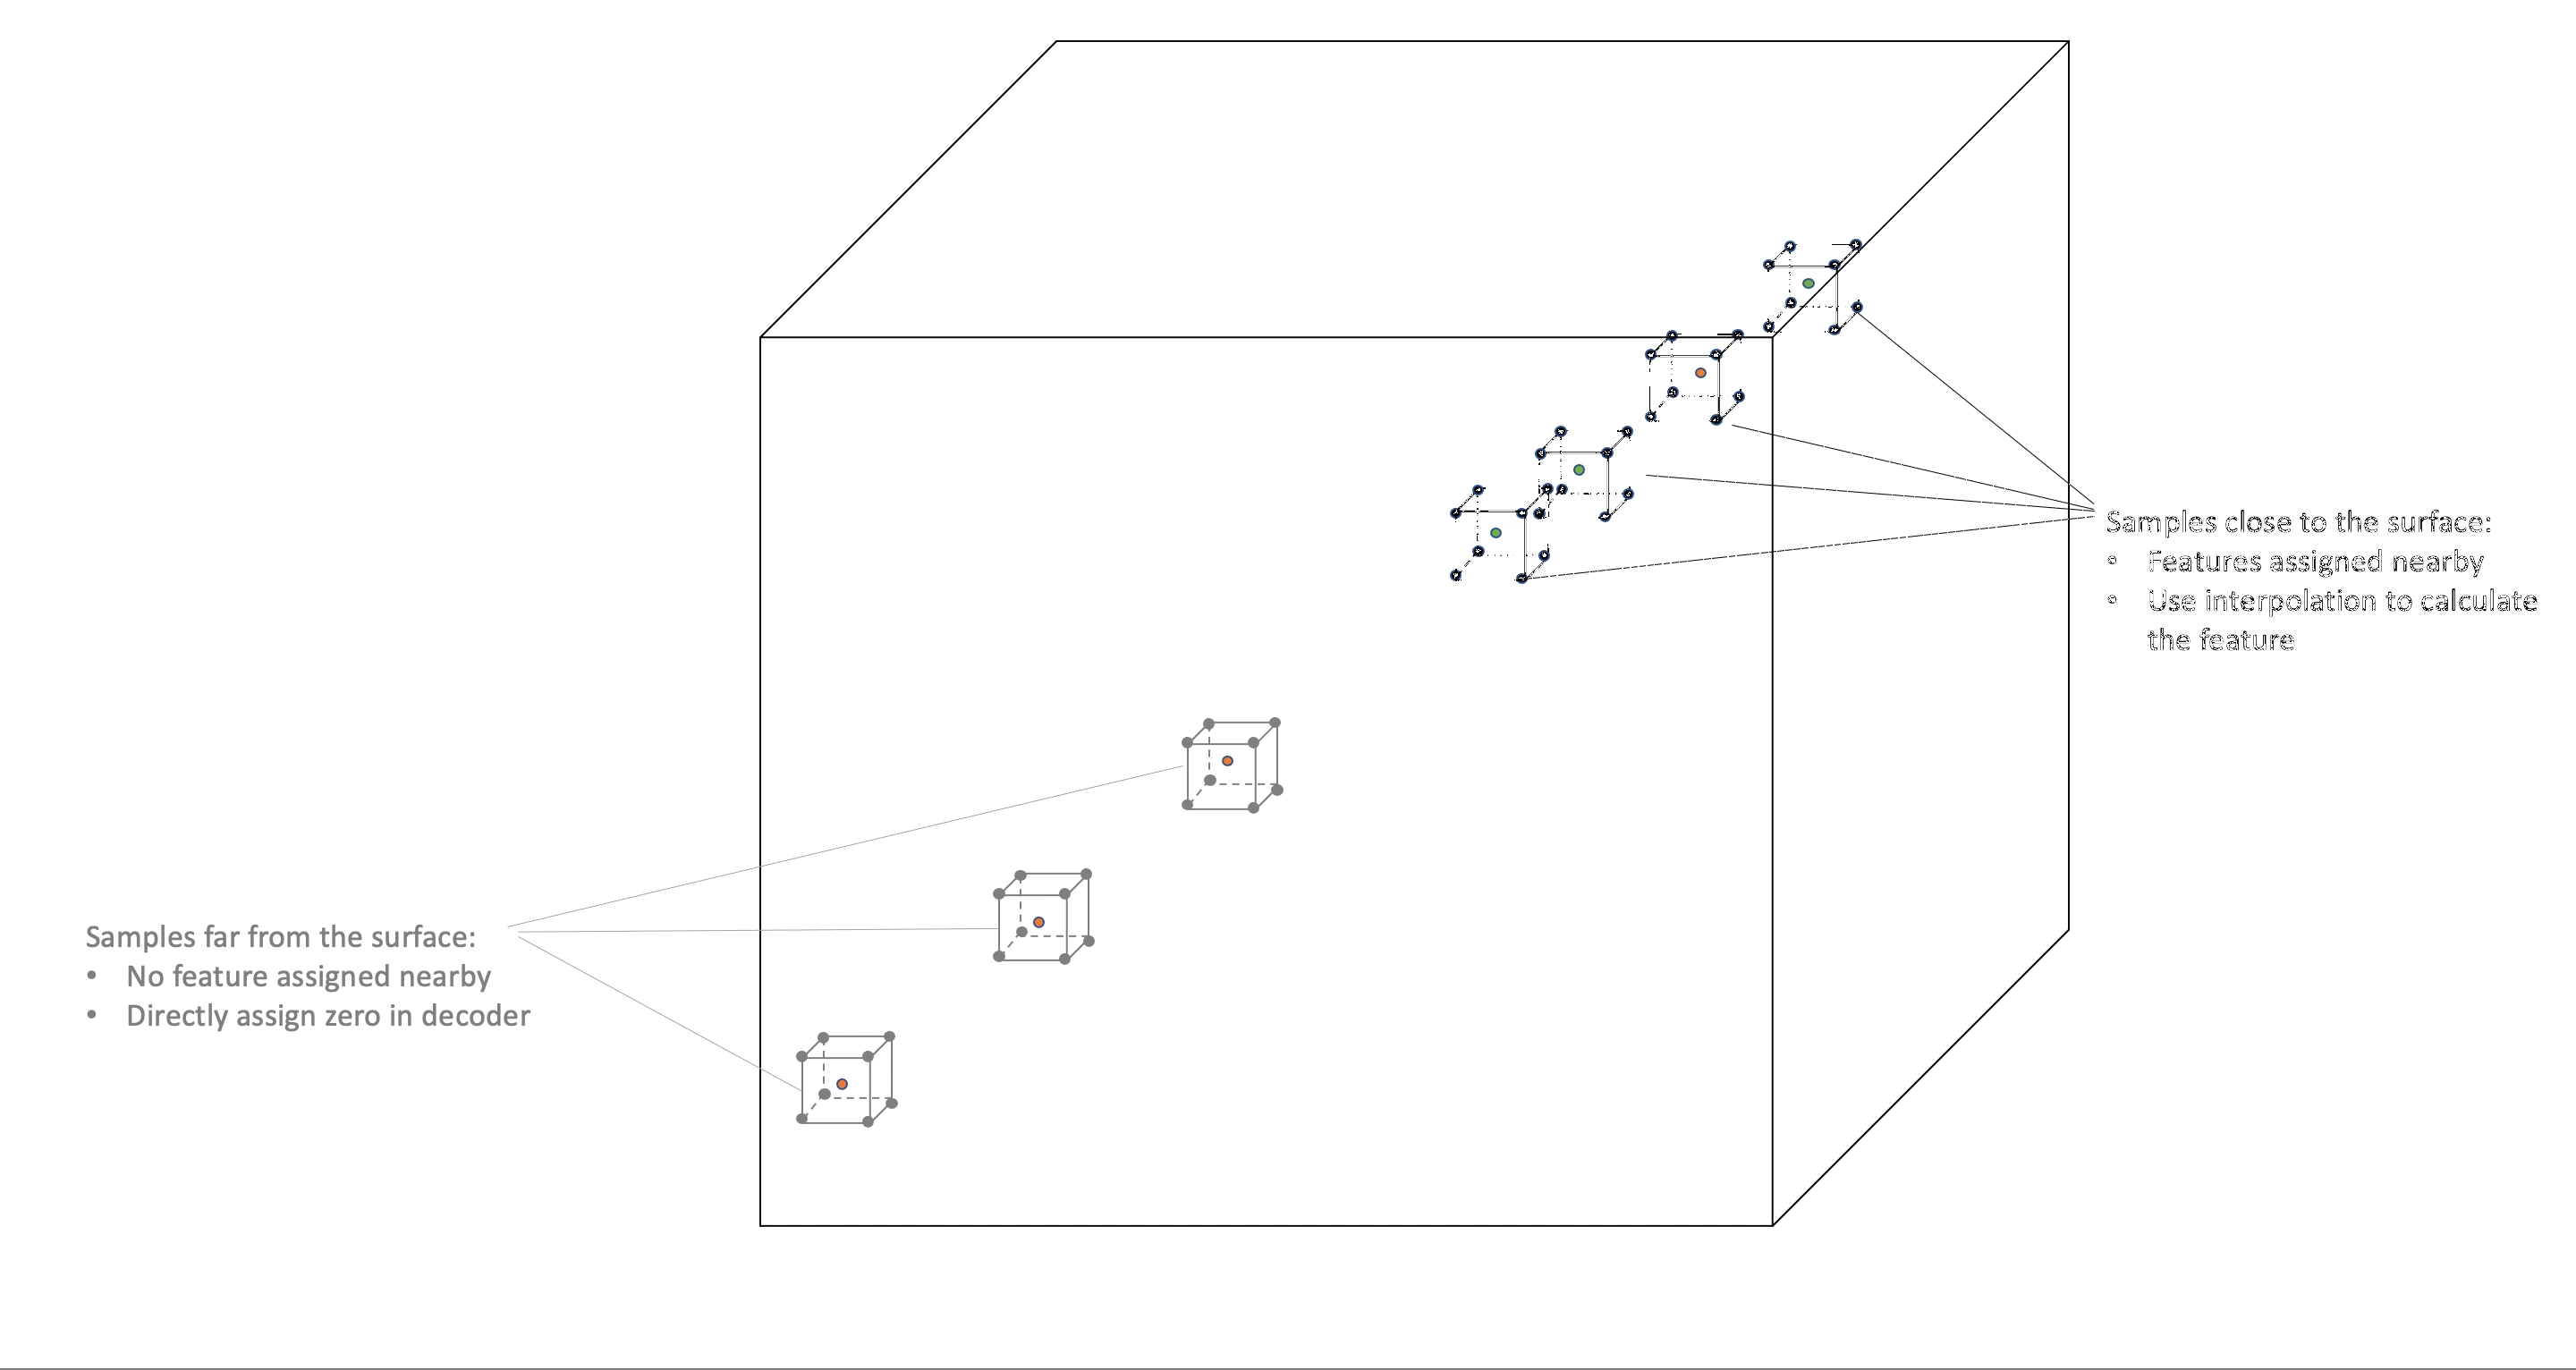 Samples close to the surface:
• Features assigned nearby
• Use interpolation to calculate
the feature
Samples far from the surface:
• No feature assigned nearby
• Directly assign zero in decoder